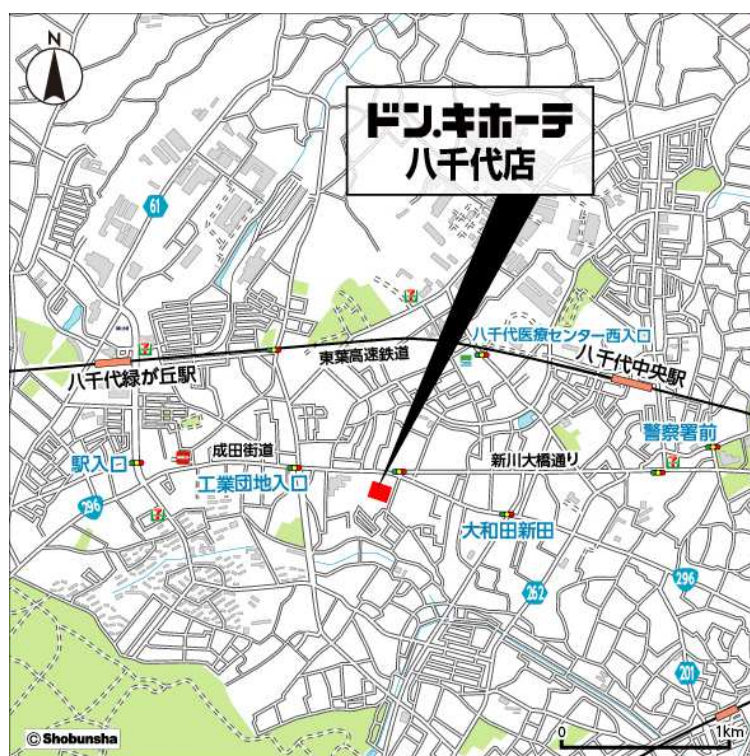 N
ドン.キホーテ
八千代店
61
7
八千代医療センター西入口
東葉高速鉄道
7
八千代中央駅
八千代緑が丘駅
警察署前
成田街道
新川大橋通り
駅入口
7
工業団地入口
296
7
大和田新田
296
262
201
© Shobunsha
0
1km